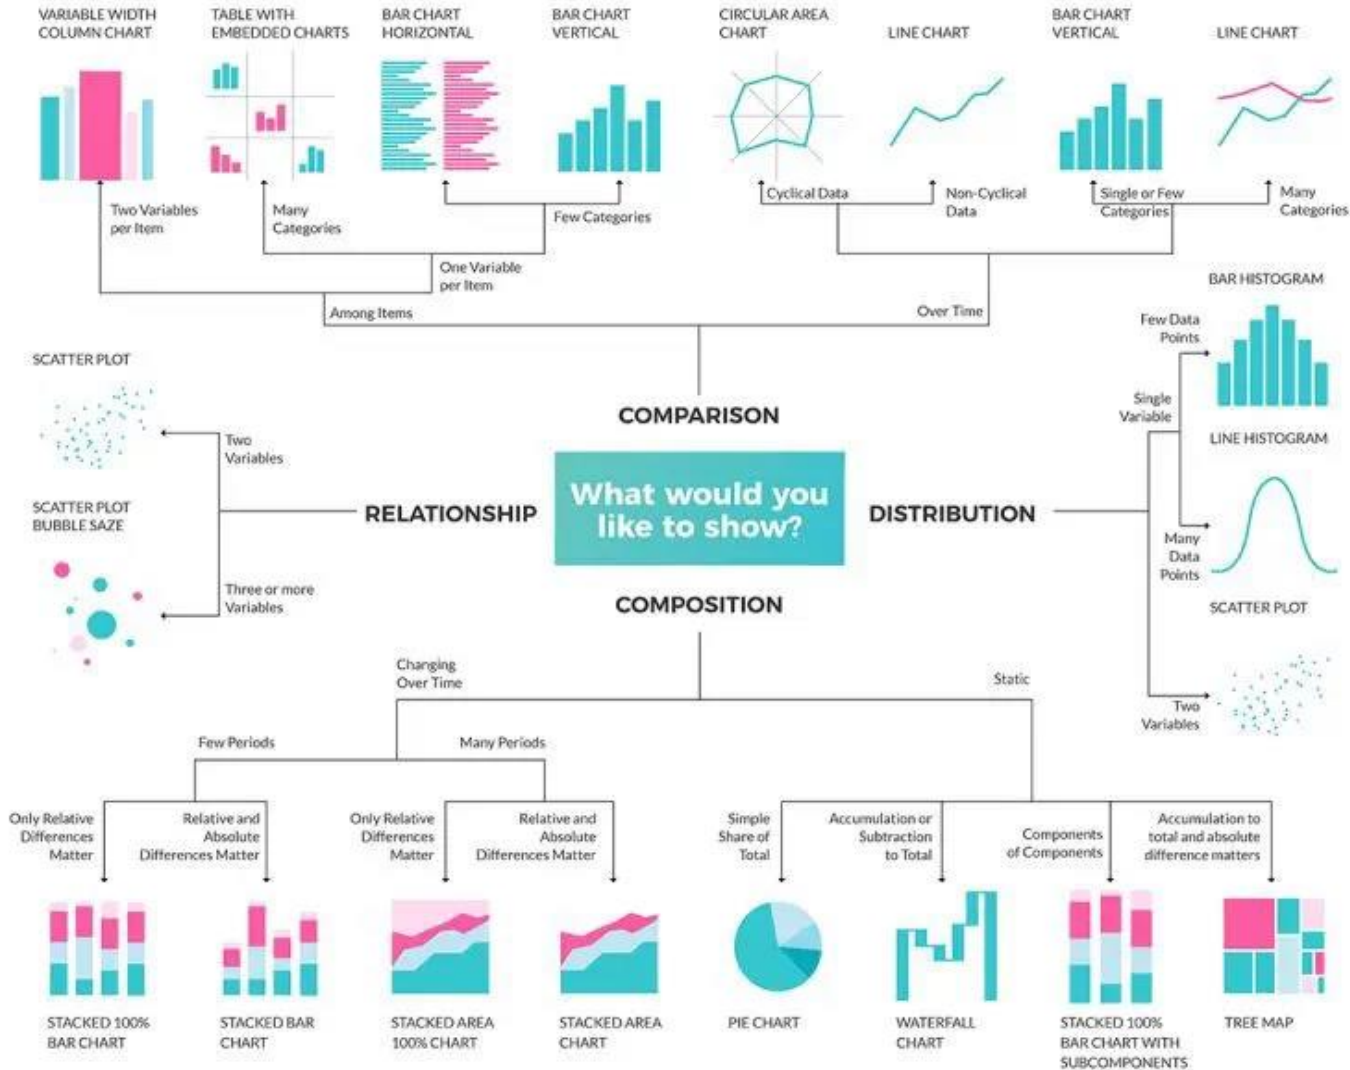 VARIABLE WIDTH
COLUMN CHART
TABLE WITH
EMBEDDED CHARTS
BAR CHART
HORIZONTAL
BAR CHART
VERTICAL
CIRCULAR AREA
CHART
LINE CHART
BAR CHART
VERTICAL
LINE CHART
Two Variables
per Item
Many
Categories
Few Categories
Cyclical Data
Non-Cyclical
Data
Single or Few
Categories
Many
Categories
One Variable
per Item
Among Items
Over Time
BAR HISTOGRAM
Few Data
Points
SCATTER PLOT
Single
Variable
COMPARISON
Two
Variables
LINE HISTOGRAM
SCATTER PLOT
BUBBLE SAZE
RELATIONSHIP
What would you
like to show?
DISTRIBUTION
Many
Data
Points
Three or more
Variables
COMPOSITION
SCATTER PLOT
Two
Variables
Changing
Over Time
Static
Few Periods
Many Periods
Only Relative
Differences
Matter
Relative and
Absolute
Differences Matter
Only Relative
Differences
Matter
Relative and
Absolute
Differences Matter
Simple
Share of
Total
Accumulation or
Subtraction
to Total
Components
of Components
Accumulation to
total and absolute
difference matters
STACKED 100%
BAR CHART
STACKED BAR
CHART
STACKED AREA
100% CHART
STACKED AREA
CHART
PIE CHART
WATERFALL
CHART
STACKED 100%
BAR CHART WITH
SUBCOMPONENTS
TREE MAP